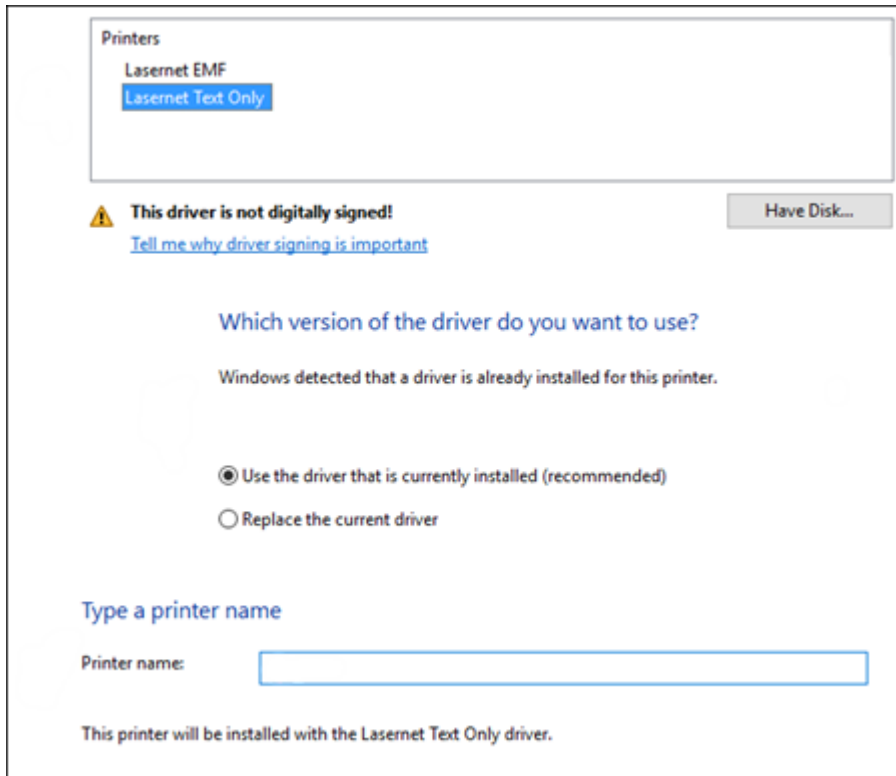 Printers
Lasernet EMF
Lasernet Text Only
This driver is not digitally signed!
Have Disk...
Tell me why driver signing is important
Which version of the driver do you want to use?
Windows detected that a driver is already installed for this printer.
Use the driver that is currently installed (recommended)
Replace the current driver
Type a printer name
Printer name:
This printer will be installed with the Lasernet Text Only driver.